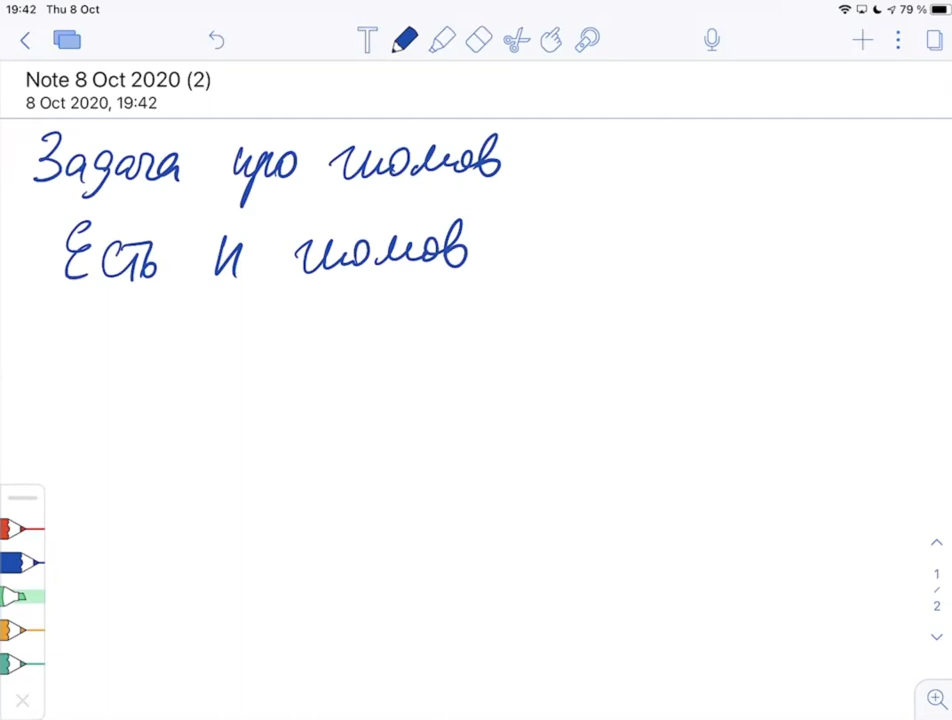 19:42 Thu 8 Oct 79 %
T
Note 8 Oct 2020 (2)
8 Oct 2020, 19:42
Задача про гномов
Есть n гномов
1
/
2